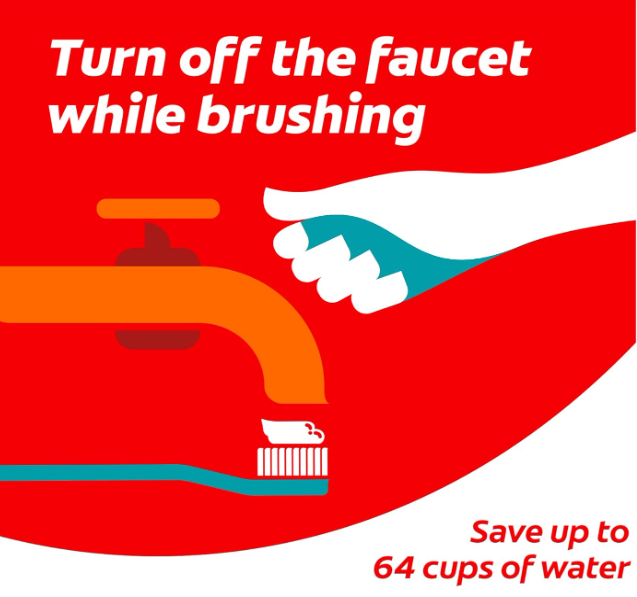 Turn off the faucet
while brushing
Save up to
64 cups of water